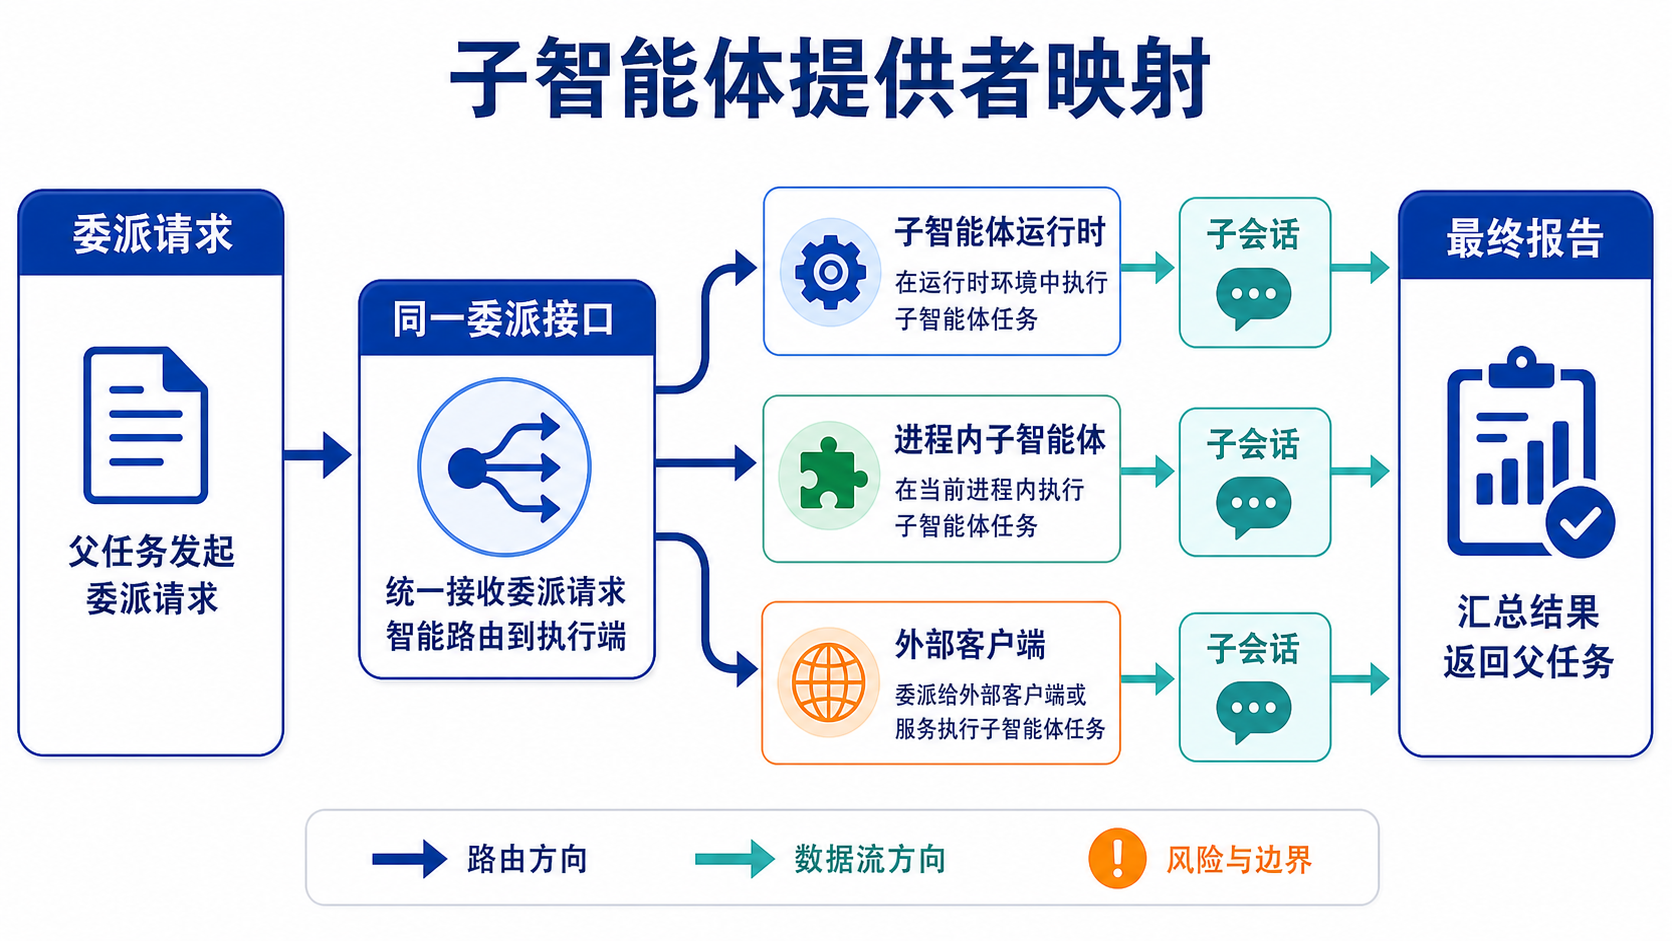 子智能体提供者映射
委派请求
父任务发起
委派请求
同一委派接口
统一接收委派请求
智能路由到执行端
子智能体运行时
在运行时环境中执行
子智能体任务
子会话
进程内子智能体
在当前进程内执行
子智能体任务
子会话
外部客户端
委派给外部客户端或
服务执行子智能体任务
子会话
最终报告
汇总结果
返回父任务
路由方向
数据流方向
风险与边界